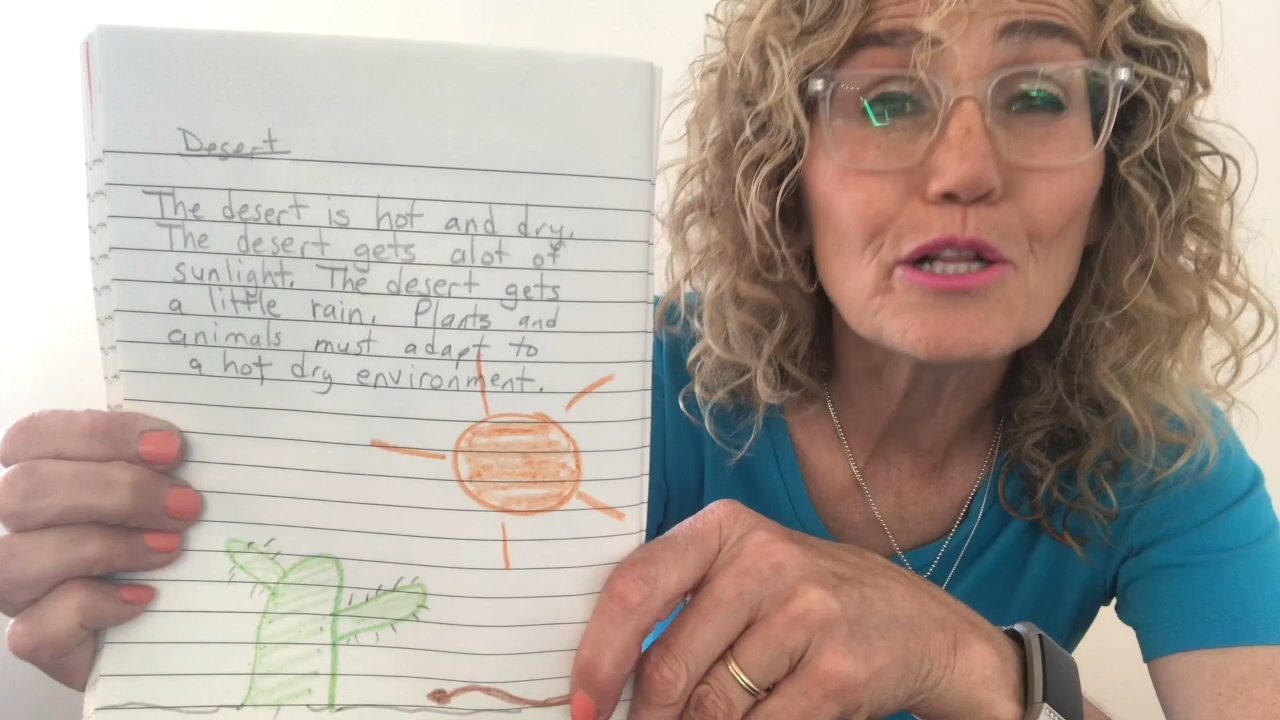 Desert
The desert is hot and dry.
The desert gets alot of
sunlight. The desert gets
a little rain. Plants and
animals must adapt to
a hot dry environment.